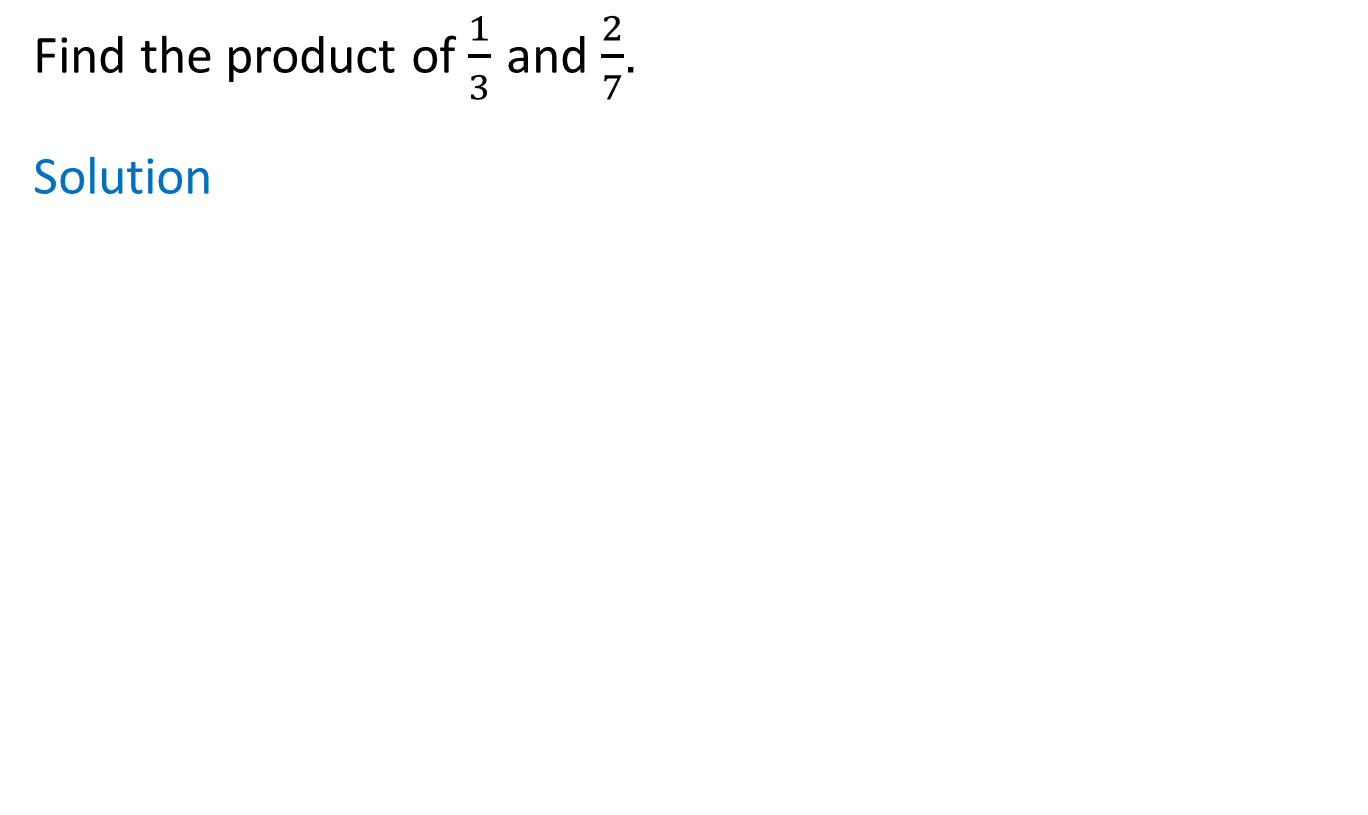 Find the product of 1/3 and 2/7.
Solution